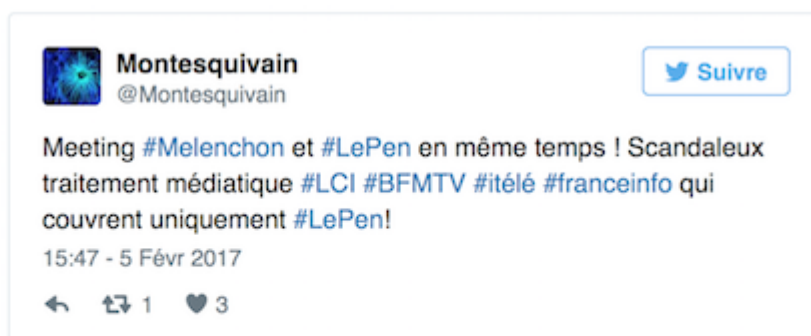 Montesquivain
Suivre
@Montesquivain
Meeting #Melenchon et #LePen en même temps ! Scandaleux
traitement médiatique #LCI #BFMTV #itélé #franceinfo qui
couvrent uniquement #LePen!
15:47 - 5 Févr 2017
1 3